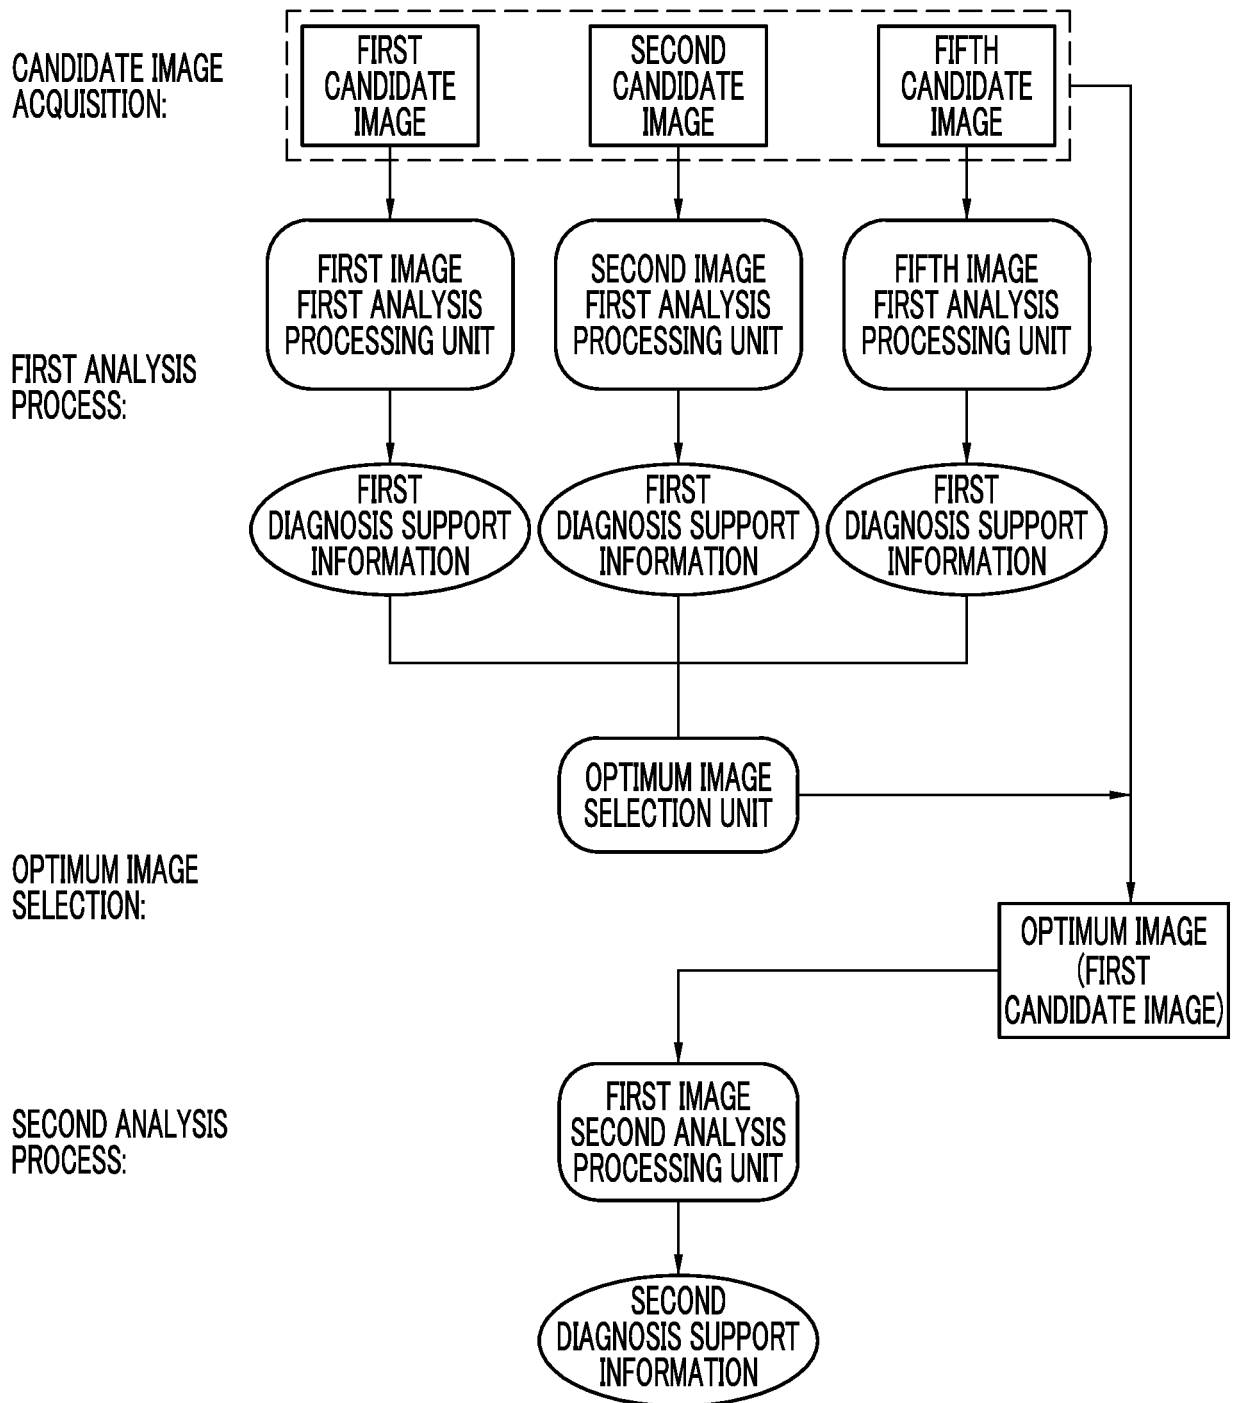 CANDIDATE IMAGE
ACQUISITION:
FIRST
CANDIDATE
IMAGE
SECOND
CANDIDATE
IMAGE
FIFTH
CANDIDATE
IMAGE
FIRST ANALYSIS
PROCESS:
FIRST IMAGE
FIRST ANALYSIS
PROCESSING UNIT
SECOND IMAGE
FIRST ANALYSIS
PROCESSING UNIT
FIFTH IMAGE
FIRST ANALYSIS
PROCESSING UNIT
FIRST
DIAGNOSIS SUPPORT
INFORMATION
FIRST
DIAGNOSIS SUPPORT
INFORMATION
FIRST
DIAGNOSIS SUPPORT
INFORMATION
OPTIMUM IMAGE
SELECTION:
OPTIMUM IMAGE
SELECTION UNIT
OPTIMUM IMAGE
(FIRST
CANDIDATE IMAGE)
SECOND ANALYSIS
PROCESS:
FIRST IMAGE
SECOND ANALYSIS
PROCESSING UNIT
SECOND
DIAGNOSIS SUPPORT
INFORMATION